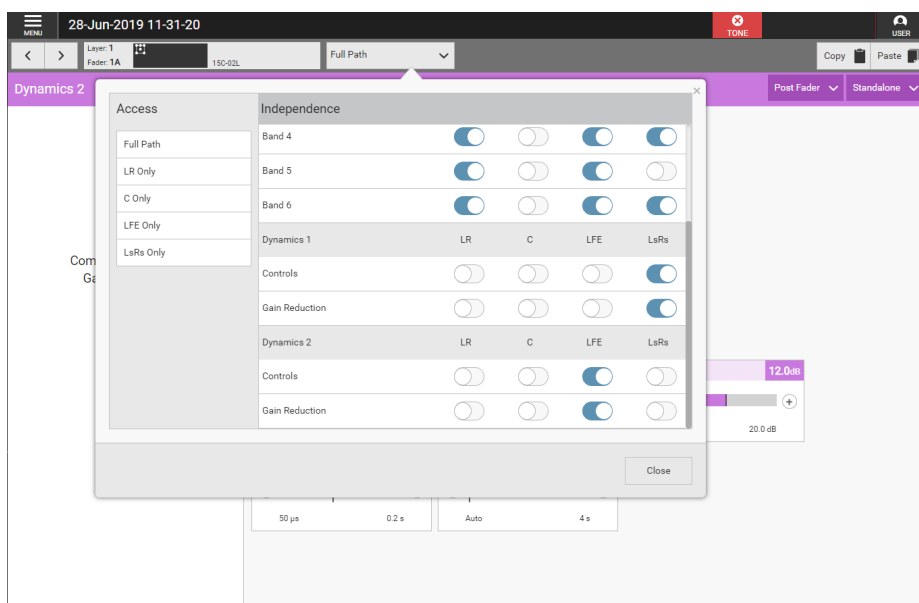 MENU
28-Jun-2019 11-31-20
TONE
USER
Layer: 1
Fader: 1A
15C-02L
Full Path
Copy
Paste
Dynamics 2
Post Fader
Standalone
×
Access
Independence
Full Path
LR Only
C Only
LFE Only
LsRs Only
Band 4
Band 5
Band 6
Dynamics 1 LR C LFE LsRs
Controls
Gain Reduction
Dynamics 2 LR C LFE LsRs
Controls
Gain Reduction
Close
Com
Ga
12.0dB
20.0 dB
50 μs 0.2 s
Auto 4 s